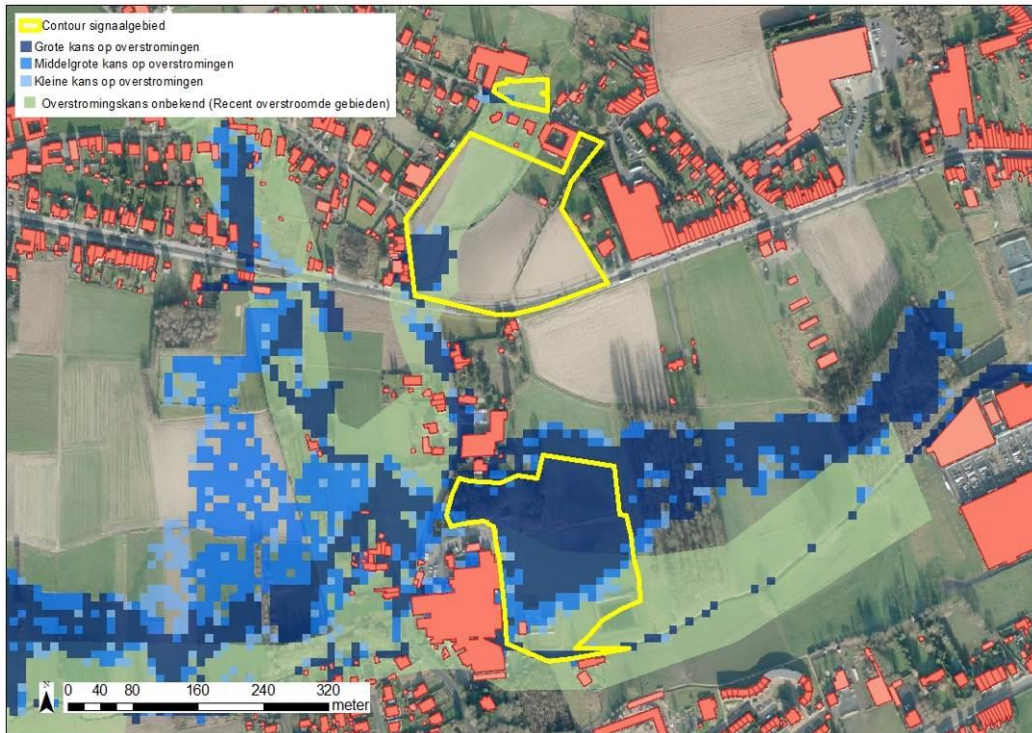 Contour signaalgebied
Grote kans op overstromingen
Middelgrote kans op overstromingen
Kleine kans op overstromingen
Overstromingskans onbekend (Recent overstroomde gebieden)
N
0 40 80 160 240 320
meter